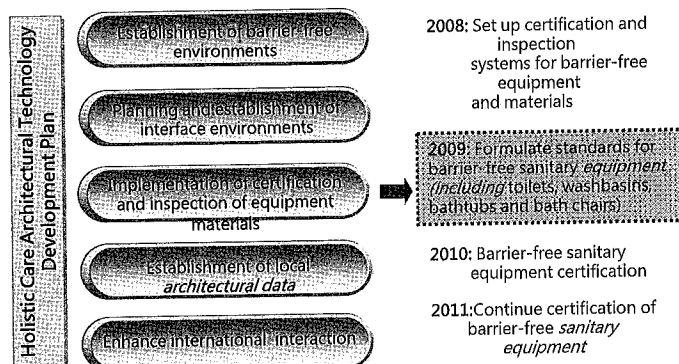 Holistic Care Architectural Technology
Development Plan
Establishment of barrier-free
environments
Planning and establishment of
interface environments
Implementation of certification
and inspection of equipment
materials
Establishment of local
architectural data
Enhance international interaction
2008: Set up certification and
inspection
systems for barrier-free
equipment
and materials
2009: Formulate standards for
barrier-free sanitary equipment
(including toilets, washbasins,
bathtubs and bath chairs)
2010: Barrier-free sanitary
equipment certification
2011:Continue certification of
barrier-free sanitary
equipment